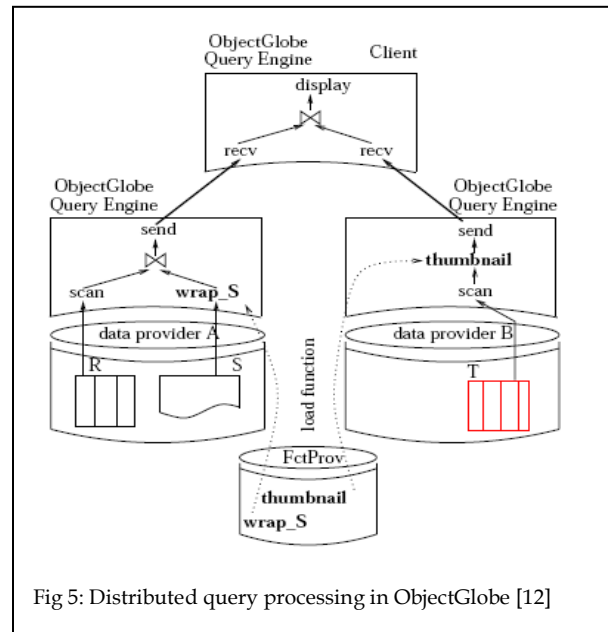 ObjectGlobe
Query Engine
Client
display
recv
recv
ObjectGlobe
Query Engine
ObjectGlobe
Query Engine
send
send
thumbnail
scan
wrap_S
scan
data provider A
data provider B
R
S
T
load function
FctProv
thumbnail
wrap_S
Fig 5: Distributed query processing in ObjectGlobe [12]